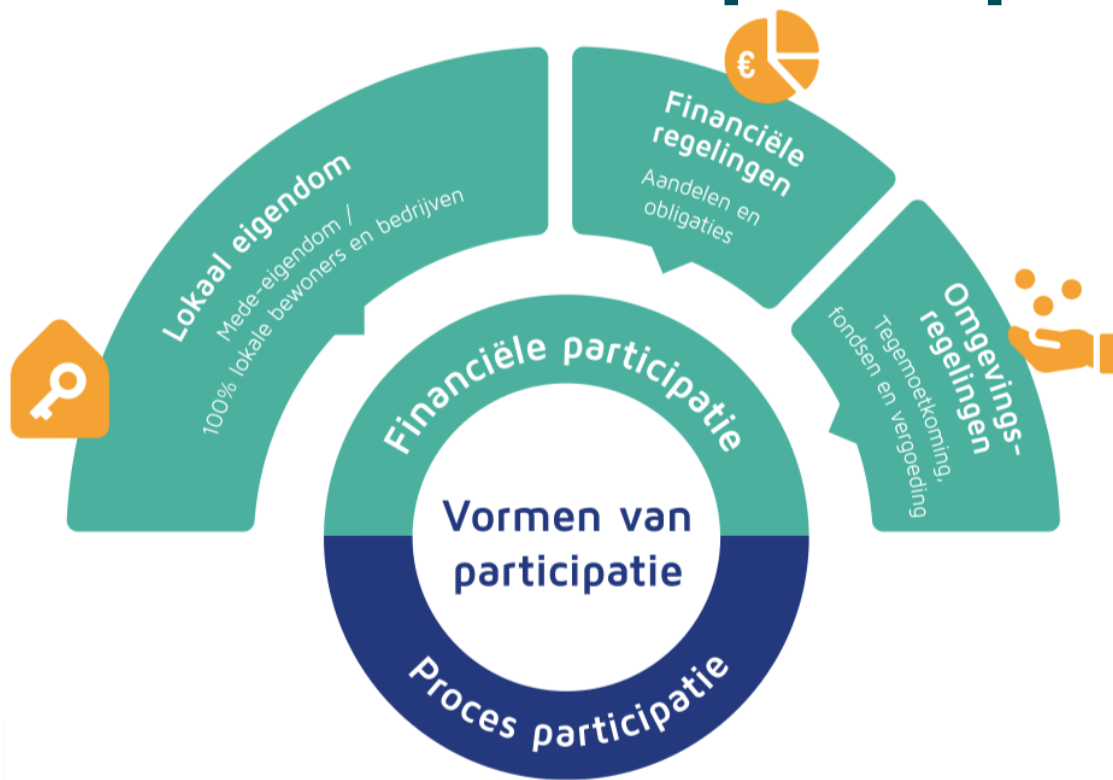 Lokaal eigendom
Mede-eigendom /
100% lokale bewoners en bedrijven
€
Financiële
regelingen
Aandelen en
obligaties
Omgevings-
regelingen
Tegemoetkoming,
fondsen en vergoeding
Financiële participatie
Vormen van
participatie
Proces participatie